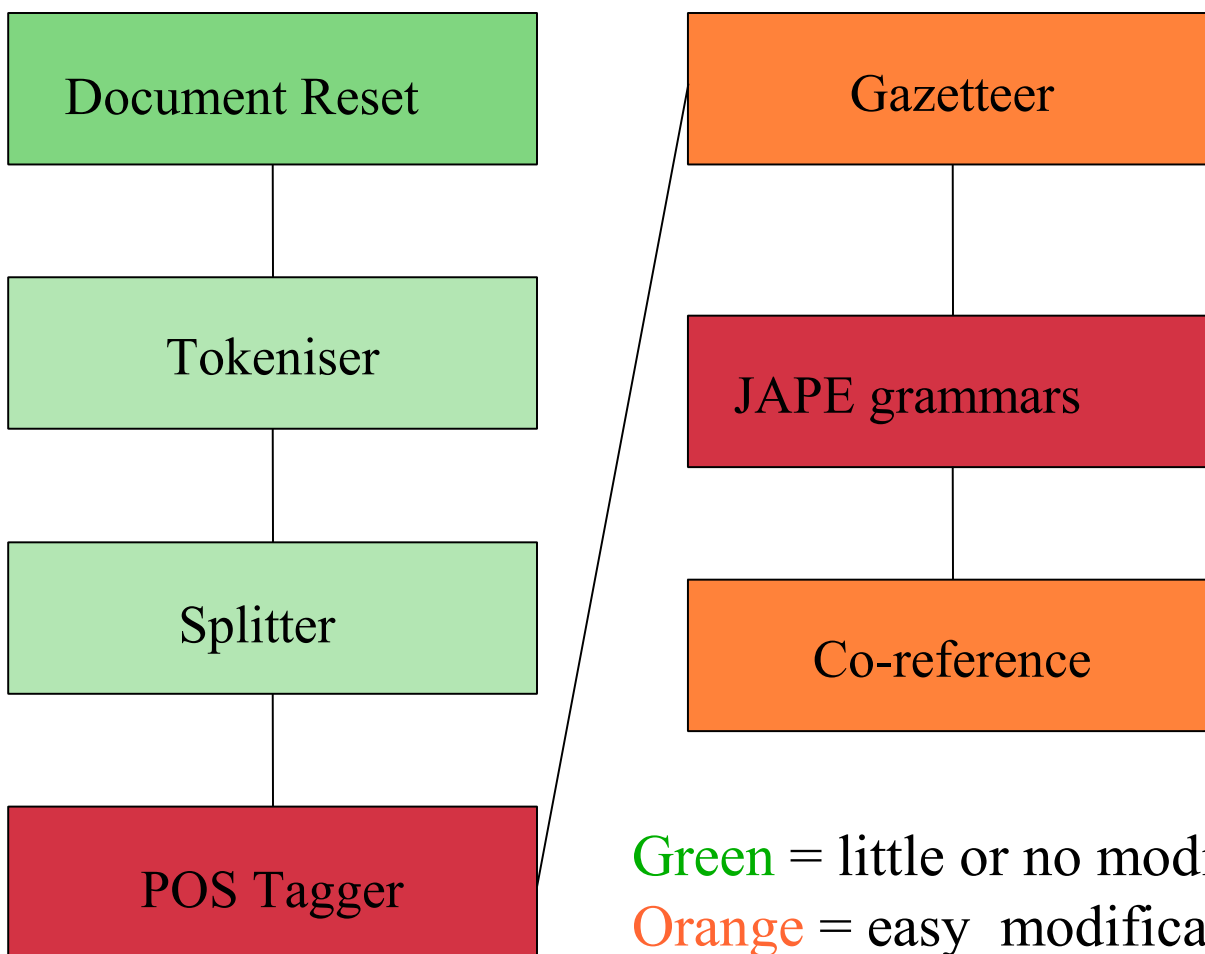 Document Reset
Tokeniser
Splitter
POS Tagger
Gazetteer
JAPE grammars
Co-reference
Green = little or no
Orange = easy